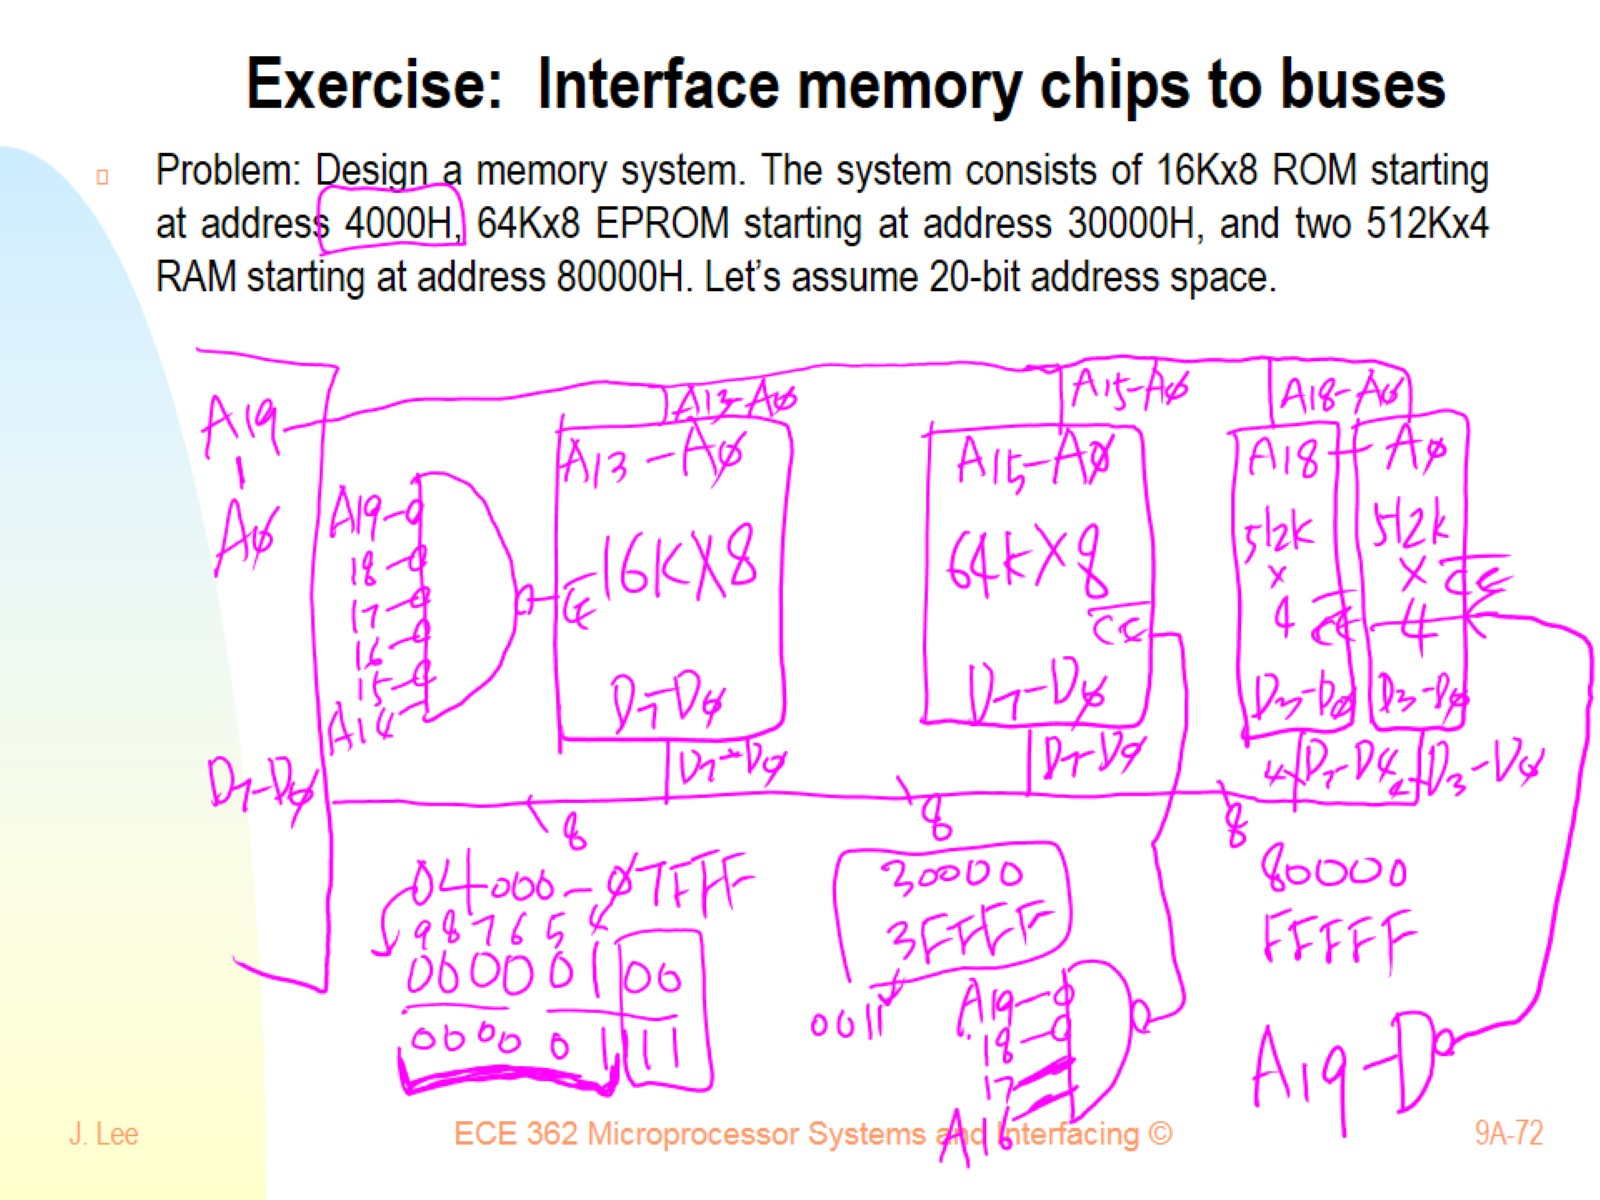 Exercise: Interface memory chips to buses
Problem: Design a memory system. The system consists of 16Kx8 ROM starting
at address 4000H, 64Kx8 EPROM starting at address 30000H, and two 512Kx4
RAM starting at address 80000H. Let's assume 20-bit address space.
A19
A0
D7-D0
A19
18
17
16
15
A14
A13-A0
A13-A0
16KX8
CE
D7-D0
D7-D0
A15-A0
A15-A0
64KX8
CE
D7-D0
D7-D0
A18-A0
A18
A0
512K
X
4
CE
D3-D0
512K
X
4
CE
D3-D0
4
D7-D4
4
D3-D0
8
8
8
04000-07FFF
9 8 7 6 5 4
00000100
00000111
30000
3FFFF
0011
A19
18
17
A16
80000
FFFFF
A19
J. Lee
ECE 362 Microprocessor Systems and Interfacing ©
9A-72